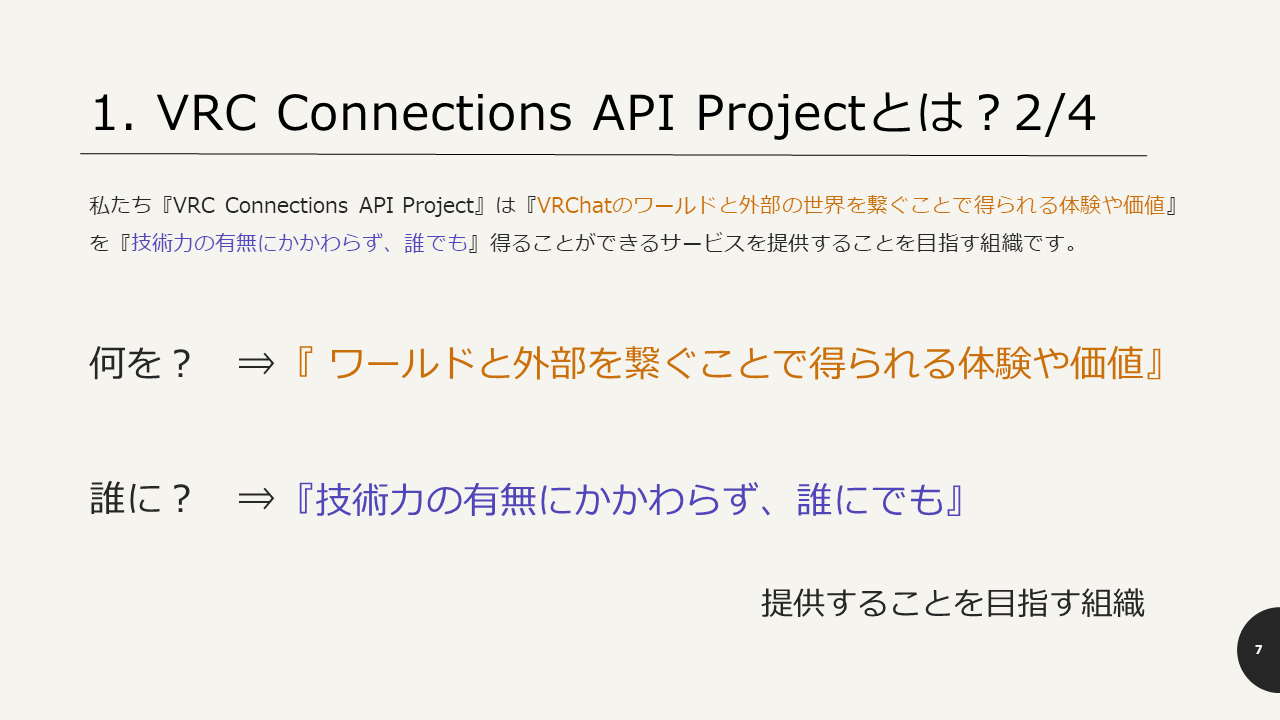 1. VRC Connections API Projectとは？2/4
私たち『VRC Connections API Project』は『VRChatのワールドと外部の世界を繋ぐことで得られる体験や価値』
を『技術力の有無にかかわらず、誰でも』得ることができるサービスを提供することを目指す組織です。
何を？　⇒『 ワールドと外部を繋ぐことで得られる体験や価値』
誰に？　⇒『技術力の有無にかかわらず、誰にでも』
提供することを目指す組織
7